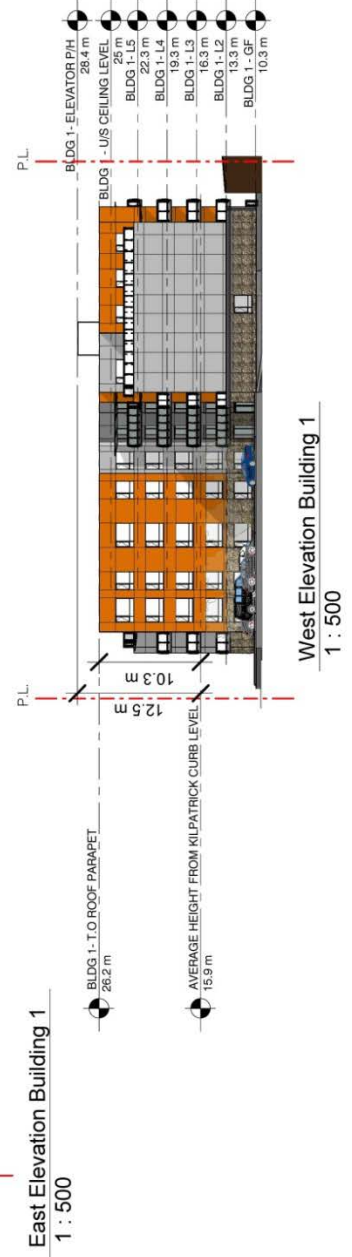 East Elevation Building 1
1 : 500
BLDG 1- T.O ROOF PARAPET
26.2 m
AVERAGE HEIGHT FROM KILPATRICK CURB LEVEL
15.9 m
P.L.
12.5 m
10.3 m
West Elevation Building 1
1 : 500
P.L.
BLDG 1- ELEVATOR P/H
28.4 m
BLDG 1 - U/S CEILING LEVEL
25 m
BLDG 1- L5
22.3 m
BLDG 1- L4
19.3 m
BLDG 1- L3
16.3 m
BLDG 1- L2
13.3 m
BLDG 1 - GF
10.3 m